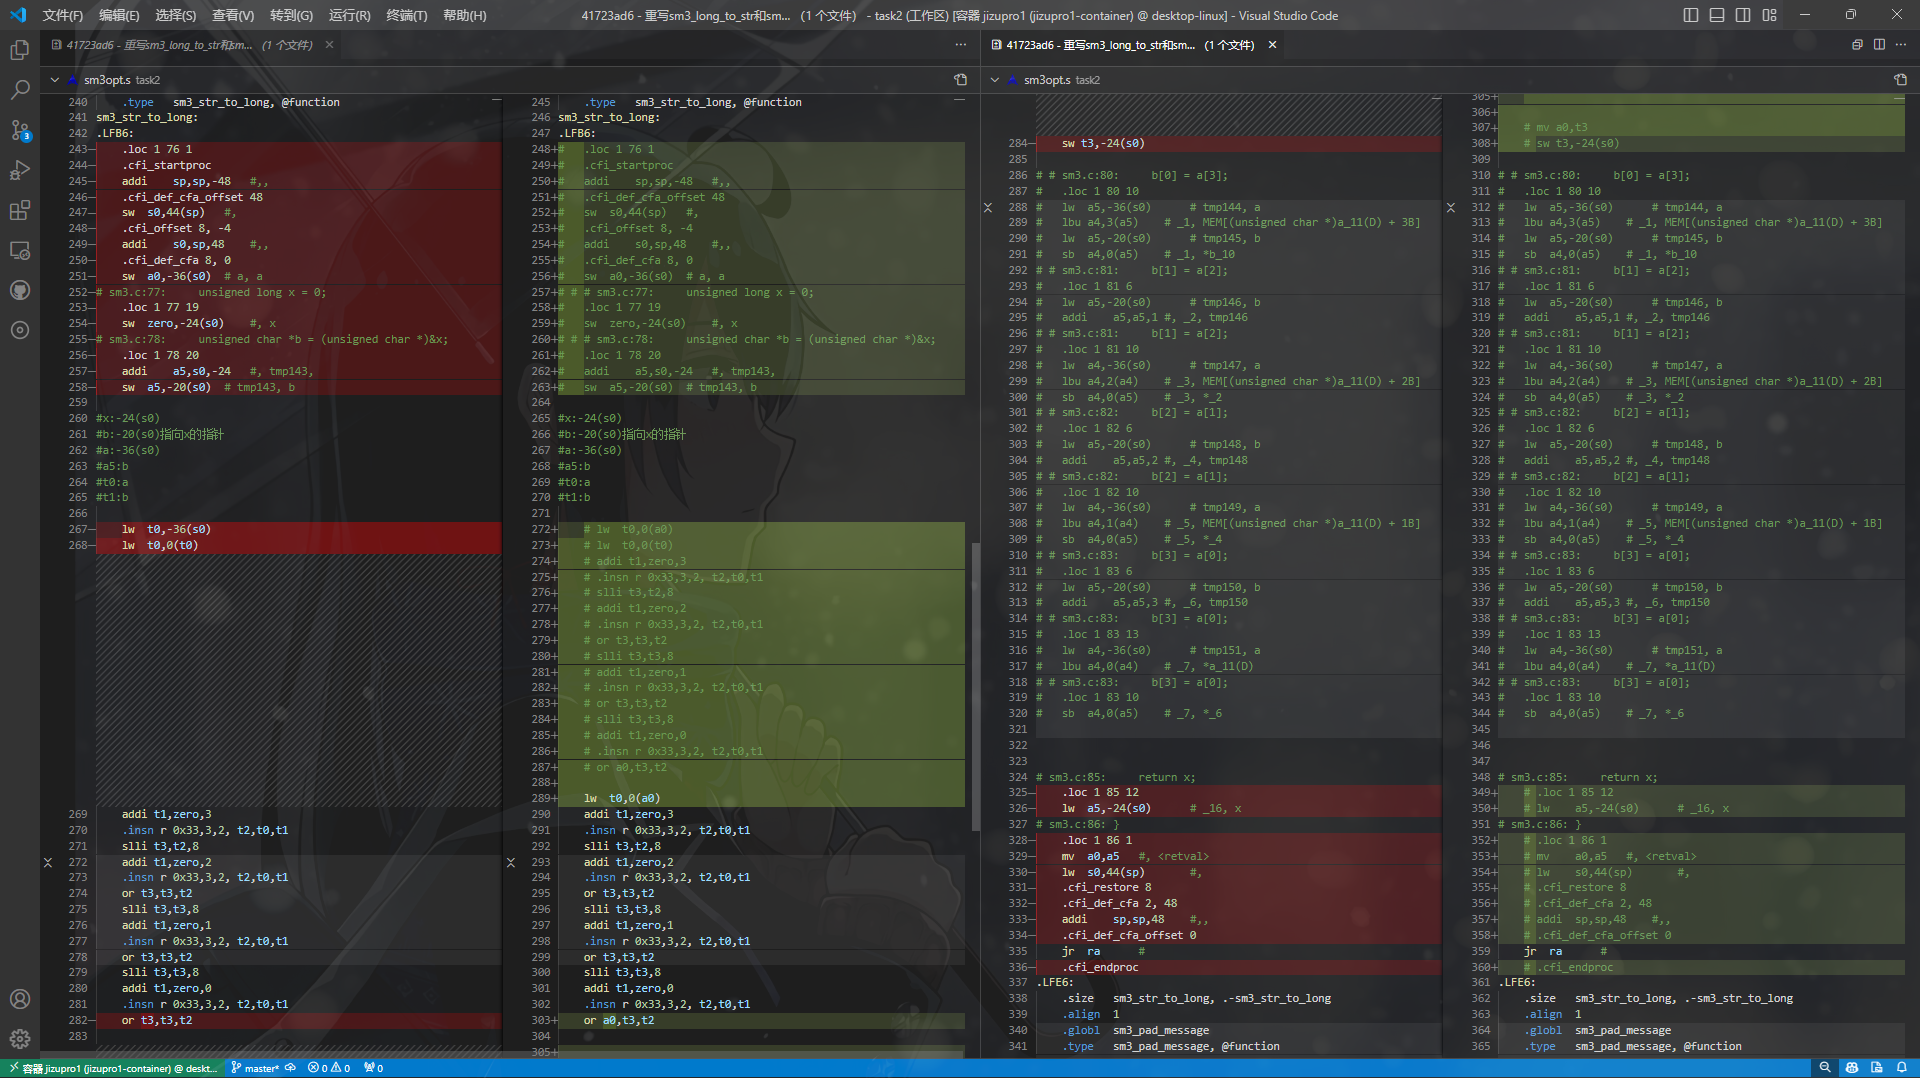 文件(F) 编辑(E) 选择(S) 查看(V) 转到(G) 运行(R) 终端(T) 帮助(H) 41723ad6 - 重写sm3_long_to_str和sm... (1 个文件) - task2 (工作区) [容器 jizupro1 (jizupro1-container) @ desktop-linux] - Visual Studio Code
41723ad6 - 重写sm3_long_to_str和sm... (1 个文件)
sm3opt.s task2
240 .type sm3_str_to_long, @function
241 sm3_str_to_long:
242 .LFB6:
243— .loc 1 76 1
244— .cfi_startproc
245— addi sp,sp,-48 #,,
246— .cfi_def_cfa_offset 48
247— sw s0,44(sp) #,
248— .cfi_offset 8, -4
249— addi s0,sp,48 #,,
250— .cfi_def_cfa 8, 0
251— sw a0,-36(s0) # a, a
252— # sm3.c:77: unsigned long x = 0;
253— .loc 1 77 19
254— sw zero,-24(s0) #, x
255— # sm3.c:78: unsigned char *b = (unsigned char *)&x;
256— .loc 1 78 20
257— addi a5,s0,-24 #, tmp143,
258— sw a5,-20(s0) # tmp143, b
259
260 #x:-24(s0)
261 #b:-20(s0)指向x的指针
262 #a:-36(s0)
263 #a5:b
264 #t0:a
265 #t1:b
266
267— lw t0,-36(s0)
268— lw t0,0(t0)
269 addi t1,zero,3
270 .insn r 0x33,3,2, t2,t0,t1
271 slli t3,t2,8
272 addi t1,zero,2
273 .insn r 0x33,3,2, t2,t0,t1
274 or t3,t3,t2
275 slli t3,t3,8
276 addi t1,zero,1
277 .insn r 0x33,3,2, t2,t0,t1
278 or t3,t3,t2
279 slli t3,t3,8
280 addi t1,zero,0
281 .insn r 0x33,3,2, t2,t0,t1
282— or t3,t3,t2
283
245 .type sm3_str_to_long, @function
246 sm3_str_to_long:
247 .LFB6:
248+ # .loc 1 76 1
249+ # .cfi_startproc
250+ # addi sp,sp,-48 #,,
251+ # .cfi_def_cfa_offset 48
252+ # sw s0,44(sp) #,
253+ # .cfi_offset 8, -4
254+ # addi s0,sp,48 #,,
255+ # .cfi_def_cfa 8, 0
256+ # sw a0,-36(s0) # a, a
257+ # # # sm3.c:77: unsigned long x = 0;
258+ # .loc 1 77 19
259+ # sw zero,-24(s0) #, x
260+ # # # sm3.c:78: unsigned char *b = (unsigned char *)&x;
261+ # .loc 1 78 20
262+ # addi a5,s0,-24 #, tmp143,
263+ # sw a5,-20(s0) # tmp143, b
264
265 #x:-24(s0)
266 #b:-20(s0)指向x的指针
267 #a:-36(s0)
268 #a5:b
269 #t0:a
270 #t1:b
271
272+ # lw t0,0(a0)
273+ # lw t0,0(t0)
274+ # addi t1,zero,3
275+ # .insn r 0x33,3,2, t2,t0,t1
276+ # slli t3,t2,8
277+ # addi t1,zero,2
278+ # .insn r 0x33,3,2, t2,t0,t1
279+ # or t3,t3,t2
280+ # slli t3,t3,8
281+ # addi t1,zero,1
282+ # .insn r 0x33,3,2, t2,t0,t1
283+ # or t3,t3,t2
284+ # slli t3,t3,8
285+ # addi t1,zero,0
286+ # .insn r 0x33,3,2, t2,t0,t1
287+ # or a0,t3,t2
288+
289+ lw t0,0(a0)
290 addi t1,zero,3
291 .insn r 0x33,3,2, t2,t0,t1
292 slli t3,t2,8
293 addi t1,zero,2
294 .insn r 0x33,3,2, t2,t0,t1
295 or t3,t3,t2
296 slli t3,t3,8
297 addi t1,zero,1
298 .insn r 0x33,3,2, t2,t0,t1
299 or t3,t3,t2
300 slli t3,t3,8
301 addi t1,zero,0
302 .insn r 0x33,3,2, t2,t0,t1
303+ or a0,t3,t2
304
305+
41723ad6 - 重写sm3_long_to_str和sm... (1 个文件)
sm3opt.s task2
284— sw t3,-24(s0)
285
286 # # sm3.c:80: b[0] = a[3];
287 # .loc 1 80 10
288 # lw a5,-36(s0) # tmp144, a
289 # lbu a4,3(a5) # _1, MEM[(unsigned char *)a_11(D) + 3B]
290 # lw a5,-20(s0) # tmp145, b
291 # sb a4,0(a5) # _1, *b_10
292 # # sm3.c:81: b[1] = a[2];
293 # .loc 1 81 6
294 # lw a5,-20(s0) # tmp146, b
295 # addi a5,a5,1 #, _2, tmp146
296 # # sm3.c:81: b[1] = a[2];
297 # .loc 1 81 10
298 # lw a4,-36(s0) # tmp147, a
299 # lbu a4,2(a4) # _3, MEM[(unsigned char *)a_11(D) + 2B]
300 # sb a4,0(a5) # _3, *_2
301 # # sm3.c:82: b[2] = a[1];
302 # .loc 1 82 6
303 # lw a5,-20(s0) # tmp148, b
304 # addi a5,a5,2 #, _4, tmp148
305 # # sm3.c:82: b[2] = a[1];
306 # .loc 1 82 10
307 # lw a4,-36(s0) # tmp149, a
308 # lbu a4,1(a4) # _5, MEM[(unsigned char *)a_11(D) + 1B]
309 # sb a4,0(a5) # _5, *_4
310 # # sm3.c:83: b[3] = a[0];
311 # .loc 1 83 6
312 # lw a5,-20(s0) # tmp150, b
313 # addi a5,a5,3 #, _6, tmp150
314 # # sm3.c:83: b[3] = a[0];
315 # .loc 1 83 13
316 # lw a4,-36(s0) # tmp151, a
317 # lbu a4,0(a4) # _7, *a_11(D)
318 # # sm3.c:83: b[3] = a[0];
319 # .loc 1 83 10
320 # sb a4,0(a5) # _7, *_6
321
322
323
324 # sm3.c:85: return x;
325— .loc 1 85 12
326— lw a5,-24(s0) # _16, x
327 # sm3.c:86: }
328— .loc 1 86 1
329— mv a0,a5 #, <retval>
330— lw s0,44(sp) #,
331— .cfi_restore 8
332— .cfi_def_cfa 2, 48
333— addi sp,sp,48 #,,
334— .cfi_def_cfa_offset 0
335 jr ra #
336— .cfi_endproc
337 .LFE6:
338 .size sm3_str_to_long, .-sm3_str_to_long
339 .align 1
340 .globl sm3_pad_message
341 .type sm3_pad_message, @function
305+
306+
307+ # mv a0,t3
308+ # sw t3,-24(s0)
309
310 # # sm3.c:80: b[0] = a[3];
311 # .loc 1 80 10
312 # lw a5,-36(s0) # tmp144, a
313 # lbu a4,3(a5) # _1, MEM[(unsigned char *)a_11(D) + 3B]
314 # lw a5,-20(s0) # tmp145, b
315 # sb a4,0(a5) # _1, *b_10
316 # # sm3.c:81: b[1] = a[2];
317 # .loc 1 81 6
318 # lw a5,-20(s0) # tmp146, b
319 # addi a5,a5,1 #, _2, tmp146
320 # # sm3.c:81: b[1] = a[2];
321 # .loc 1 81 10
322 # lw a4,-36(s0) # tmp147, a
323 # lbu a4,2(a4) # _3, MEM[(unsigned char *)a_11(D) + 2B]
324 # sb a4,0(a5) # _3, *_2
325 # # sm3.c:82: b[2] = a[1];
326 # .loc 1 82 6
327 # lw a5,-20(s0) # tmp148, b
328 # addi a5,a5,2 #, _4, tmp148
329 # # sm3.c:82: b[2] = a[1];
330 # .loc 1 82 10
331 # lw a4,-36(s0) # tmp149, a
332 # lbu a4,1(a4) # _5, MEM[(unsigned char *)a_11(D) + 1B]
333 # sb a4,0(a5) # _5, *_4
334 # # sm3.c:83: b[3] = a[0];
335 # .loc 1 83 6
336 # lw a5,-20(s0) # tmp150, b
337 # addi a5,a5,3 #, _6, tmp150
338 # # sm3.c:83: b[3] = a[0];
339 # .loc 1 83 13
340 # lw a4,-36(s0) # tmp151, a
341 # lbu a4,0(a4) # _7, *a_11(D)
342 # # sm3.c:83: b[3] = a[0];
343 # .loc 1 83 10
344 # sb a4,0(a5) # _7, *_6
345
346
347
348 # sm3.c:85: return x;
349+ # .loc 1 85 12
350+ # lw a5,-24(s0) # _16, x
351 # sm3.c:86: }
352+ # .loc 1 86 1
353+ # mv a0,a5 #, <retval>
354+ # lw s0,44(sp) #,
355+ # .cfi_restore 8
356+ # .cfi_def_cfa 2, 48
357+ # addi sp,sp,48 #,,
358+ # .cfi_def_cfa_offset 0
359 jr ra #
360+ # .cfi_endproc
361 .LFE6:
362 .size sm3_str_to_long, .-sm3_str_to_long
363 .align 1
364 .globl sm3_pad_message
365 .type sm3_pad_message, @function
3
容器 jizupro1 (jizupro1-container) @ deskt... master* 0 0 0